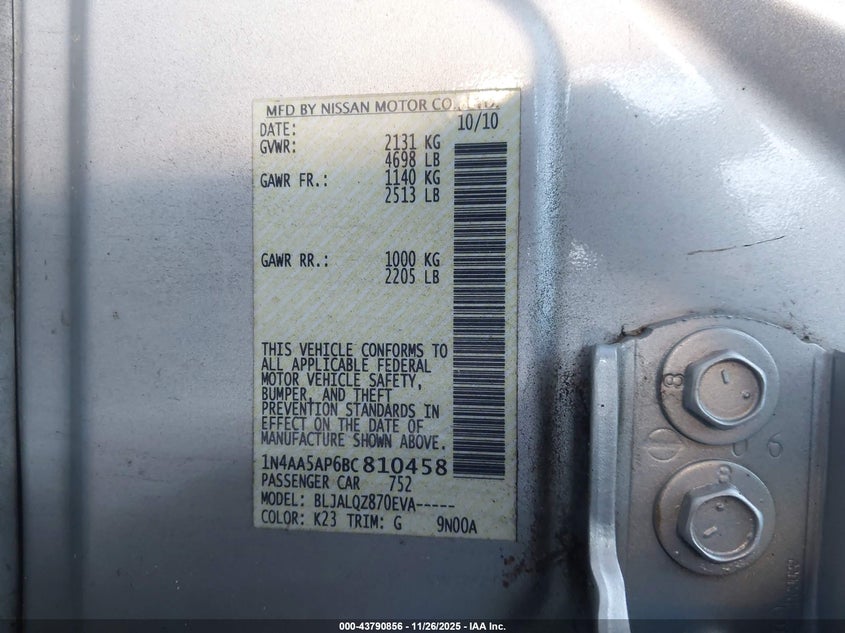 MFD BY NISSAN MOTOR CO., LTD.
DATE: 10/10
GVWR: 2131 KG
4698 LB
GAWR FR.: 1140 KG
2513 LB
GAWR RR.: 1000 KG
2205 LB
THIS VEHICLE CONFORMS TO
ALL APPLICABLE FEDERAL
MOTOR VEHICLE SAFETY,
BUMPER, AND THEFT
PREVENTION STANDARDS IN
EFFECT ON THE DATE OF
MANUFACTURE SHOWN ABOVE.
1N4AA5AP6BC810458
PASSENGER CAR 752
MODEL: BLJALQZ870EVA-----
COLOR: K23 TRIM: G 9N00A
8
06
000-43790856 - 11/26/2025 - IAA Inc.